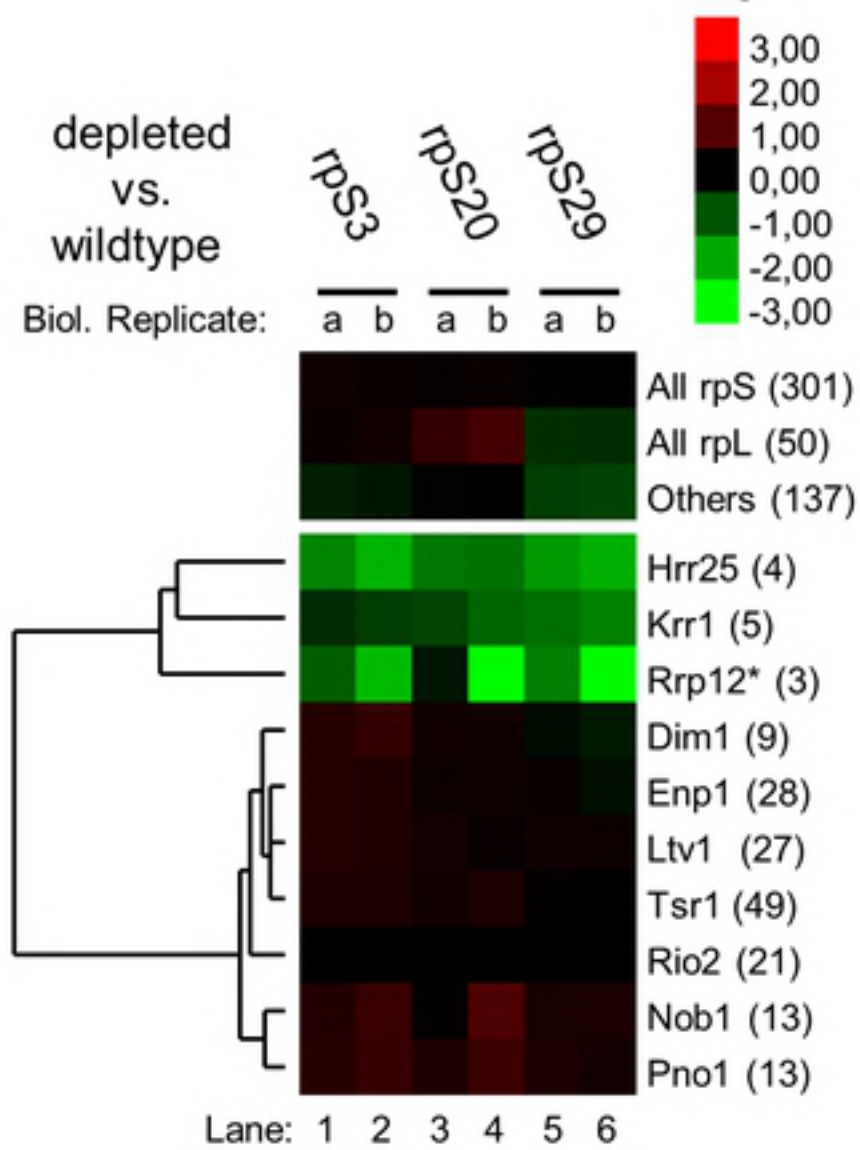 3,00
2,00
1,00
0,00
-1,00
-2,00
-3,00
depleted
vs.
wildtype
rpS3 rpS20 rpS29
Biol. Replicate: a b a b a b
All rpS (301)
All rpL (50)
Others (137)
Hrr25 (4)
Krr1 (5)
Rrp12* (3)
Dim1 (9)
Enp1 (28)
Ltv1 (27)
Tsr1 (49)
Rio2 (21)
Nob1 (13)
Pno1 (13)
Lane: 1 2 3 4 5 6